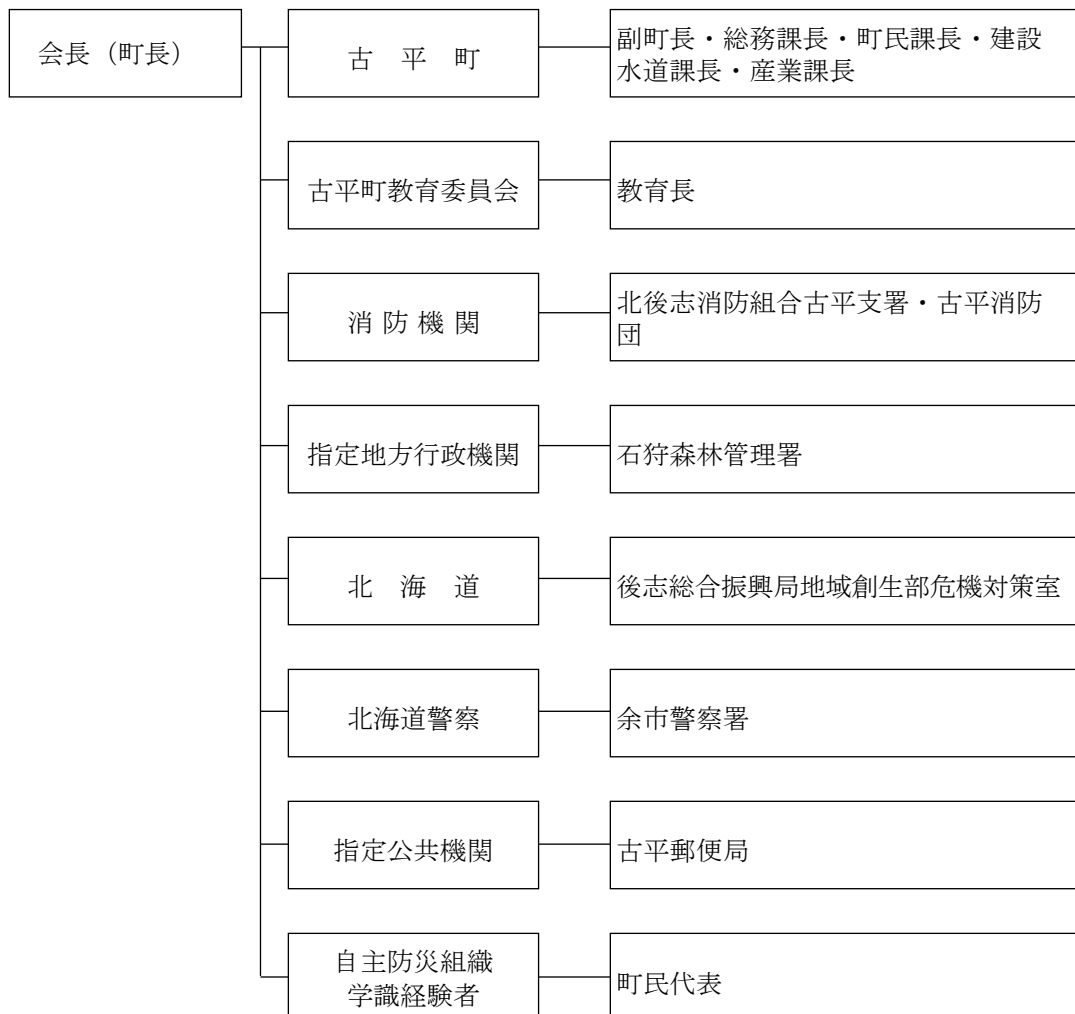 会長（町長）
古　平　町
副町長・総務課長・町民課長・建設
水道課長・産業課長
古平町教育委員会
教育長
消 防 機 関
北後志消防組合古平支署・古平消防
団
指定地方行政機関
石狩森林管理署
北　海　道
後志総合振興局地域創生部危機対策室
北海道警察
余市警察署
指定公共機関
古平郵便局
自主防災組織
学識経験者
町民代表